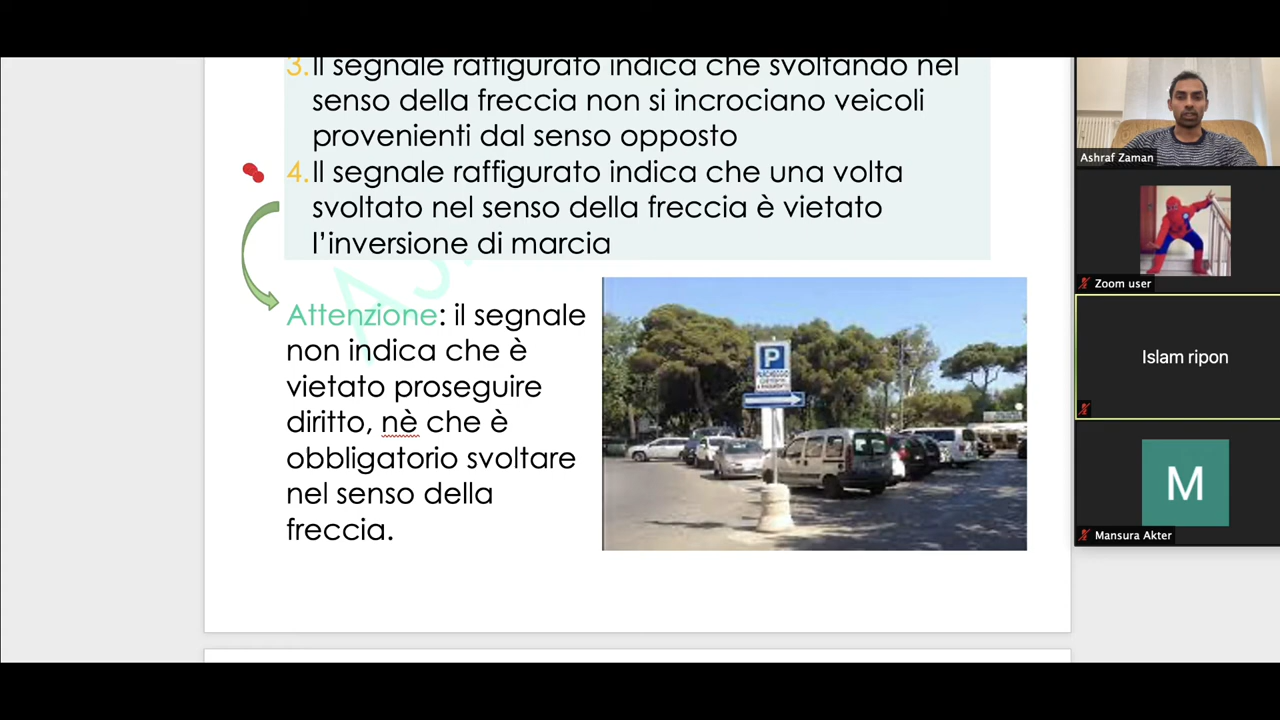 3. Il segnale raffigurato indica che svoltando nel
senso della freccia non si incrociano veicoli
provenienti dal senso opposto
4. Il segnale raffigurato indica che una volta
svoltato nel senso della freccia è vietato
l’inversione di marcia
Attenzione: il segnale
non indica che è
vietato proseguire
diritto, nè che è
obbligatorio svoltare
nel senso della
freccia.
P
Ashraf Zaman
Zoom user
Islam ripon
M
Mansura Akter